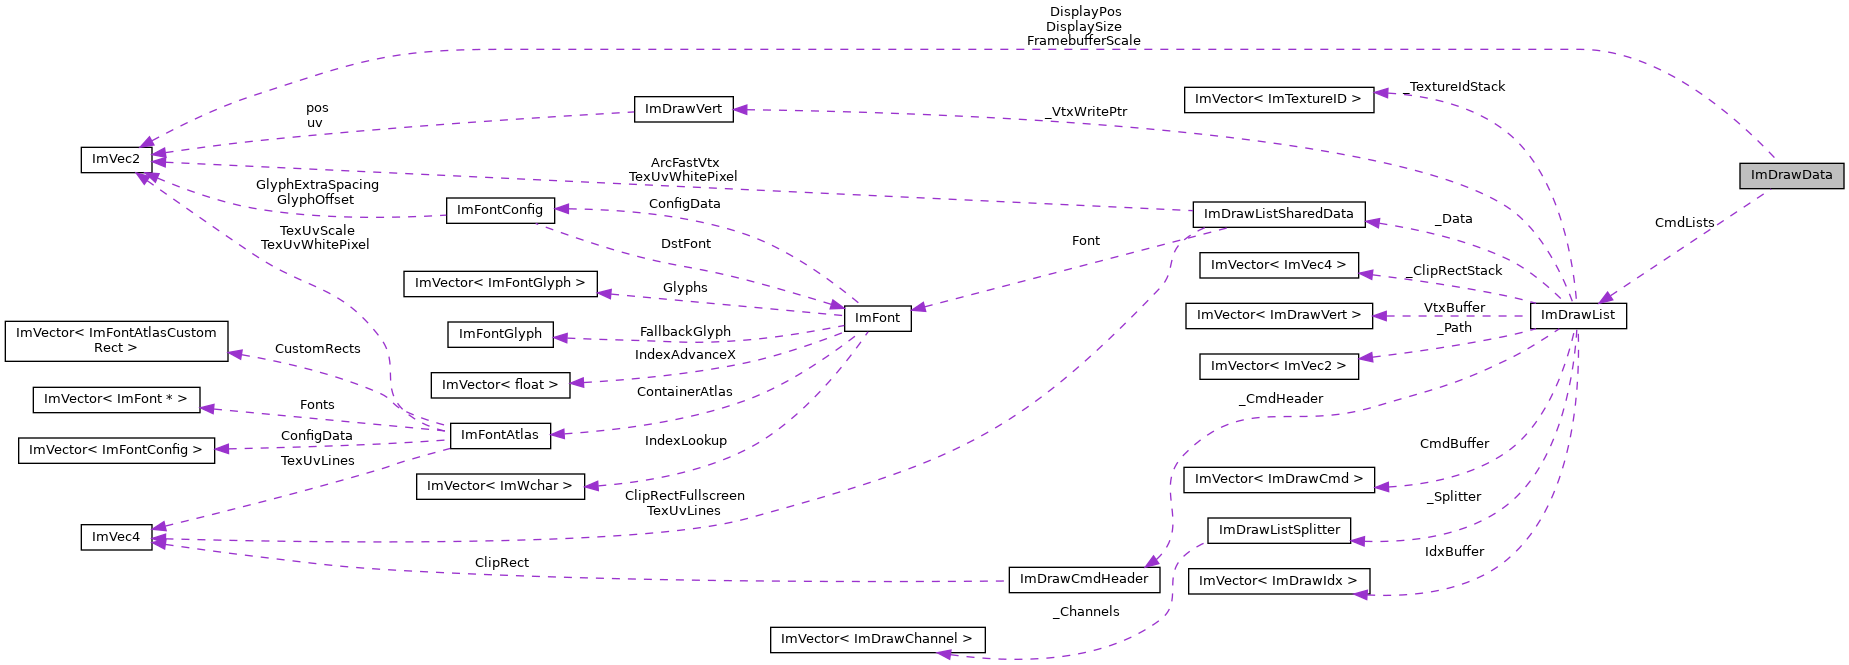 DisplayPos
DisplaySize
FramebufferScale
_TextureIdStack
ImVector< ImTextureID >
ImDrawVert
pos
uv
_VtxWritePtr
ImVec2
ArcFastVtx
TexUvWhitePixel
ImDrawData
GlyphExtraSpacing
GlyphOffset
ImFontConfig
ConfigData
ImDrawListSharedData
_Data
CmdLists
TexUvScale
TexUvWhitePixel
DstFont
Font
ImVector< ImVec4 >
_ClipRectStack
ImVector< ImFontGlyph >
Glyphs
ImFont
ImVector< ImDrawVert >
VtxBuffer
ImDrawList
ImVector< ImFontAtlasCustom
Rect >
ImFontGlyph
FallbackGlyph
_Path
CustomRects
IndexAdvanceX
ImVector< ImVec2 >
ImVector< float >
ContainerAtlas
ImVector< ImFont * >
Fonts
_CmdHeader
ConfigData
ImFontAtlas
IndexLookup
CmdBuffer
ImVector< ImFontConfig >
TexUvLines
ImVector< ImWchar >
ImVector< ImDrawCmd >
ClipRectFullscreen
TexUvLines
_Splitter
ImVec4
ImDrawListSplitter
ClipRect
IdxBuffer
ImDrawCmdHeader
ImVector< ImDrawIdx >
_Channels
ImVector< ImDrawChannel >